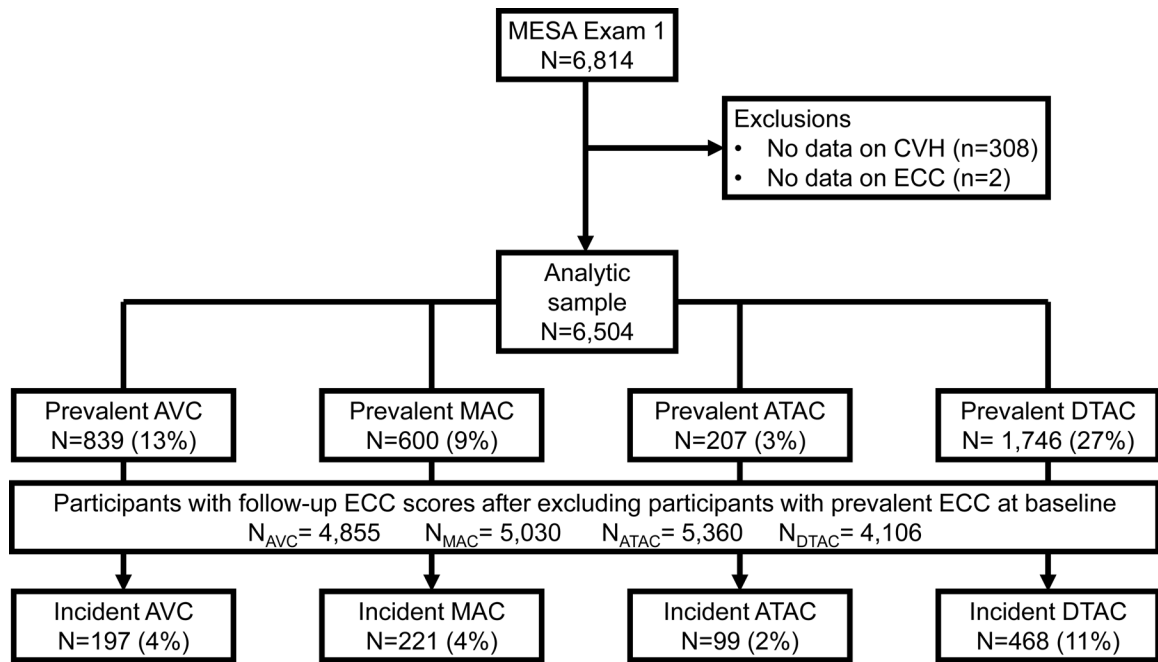 MESA Exam 1
N=6,814
Exclusions
• No data on CVH (n=308)
• No data on ECC (n=2)
Analytic
sample
N=6,504
Prevalent AVC
N=839 (13%)
Prevalent MAC
N=600 (9%)
Prevalent ATAC
N=207 (3%)
Prevalent DTAC
N= 1,746 (27%)
Participants with follow-up ECC scores after excluding participants with prevalent ECC at baseline
NAVC= 4,855 NMAC= 5,030 NATAC= 5,360 NDTAC= 4,106
Incident AVC
N=197 (4%)
Incident MAC
N=221 (4%)
Incident ATAC
N=99 (2%)
Incident DTAC
N=468 (11%)